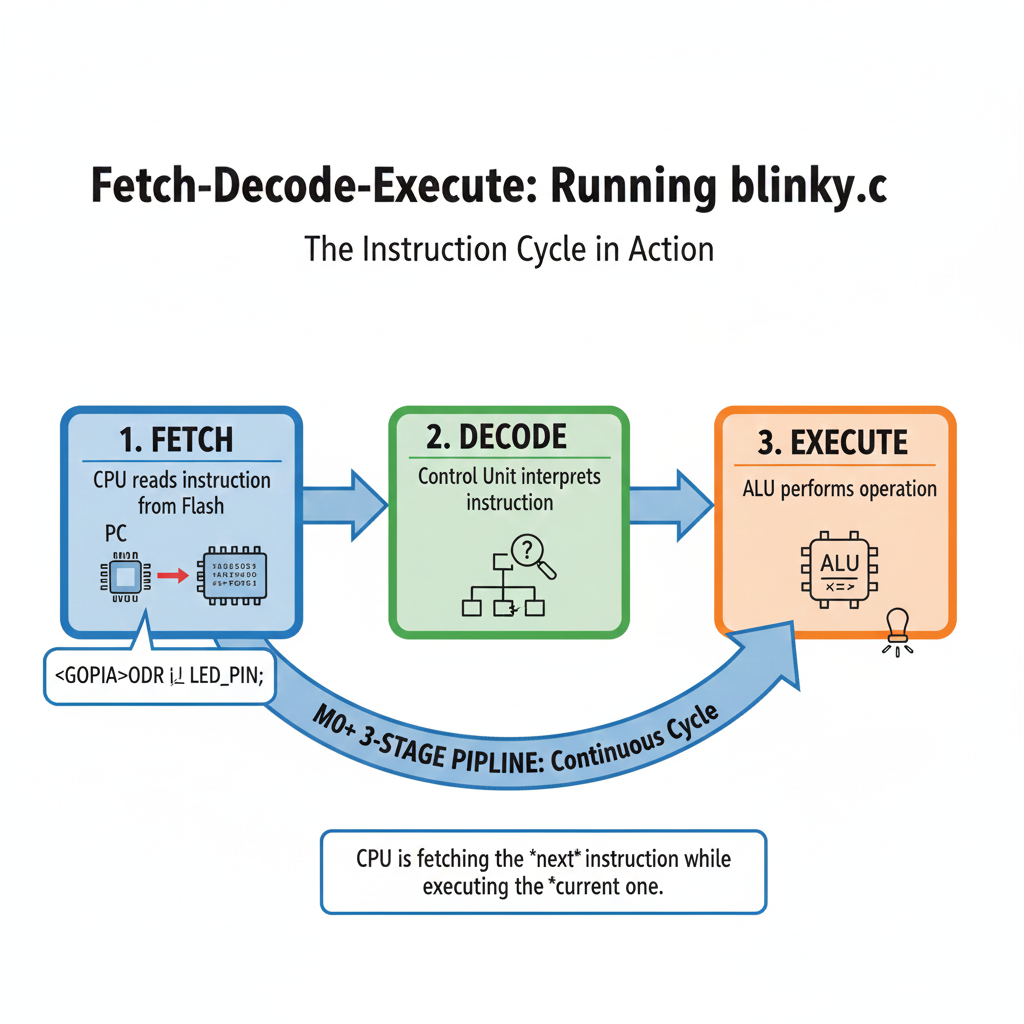 Fetch-Decode-Execute: Running blinky.c
The Instruction Cycle in Action
1. FETCH
CPU reads instruction
from Flash
PC
2. DECODE
Control Unit interprets
instruction
?
3. EXECUTE
ALU performs operation
ALU
<GOPIA>ODR LED_PIN;
M0+ 3-STAGE PIPLINE: Continuous Cycle
CPU is fetching the *next* instruction while
executing the *current one.